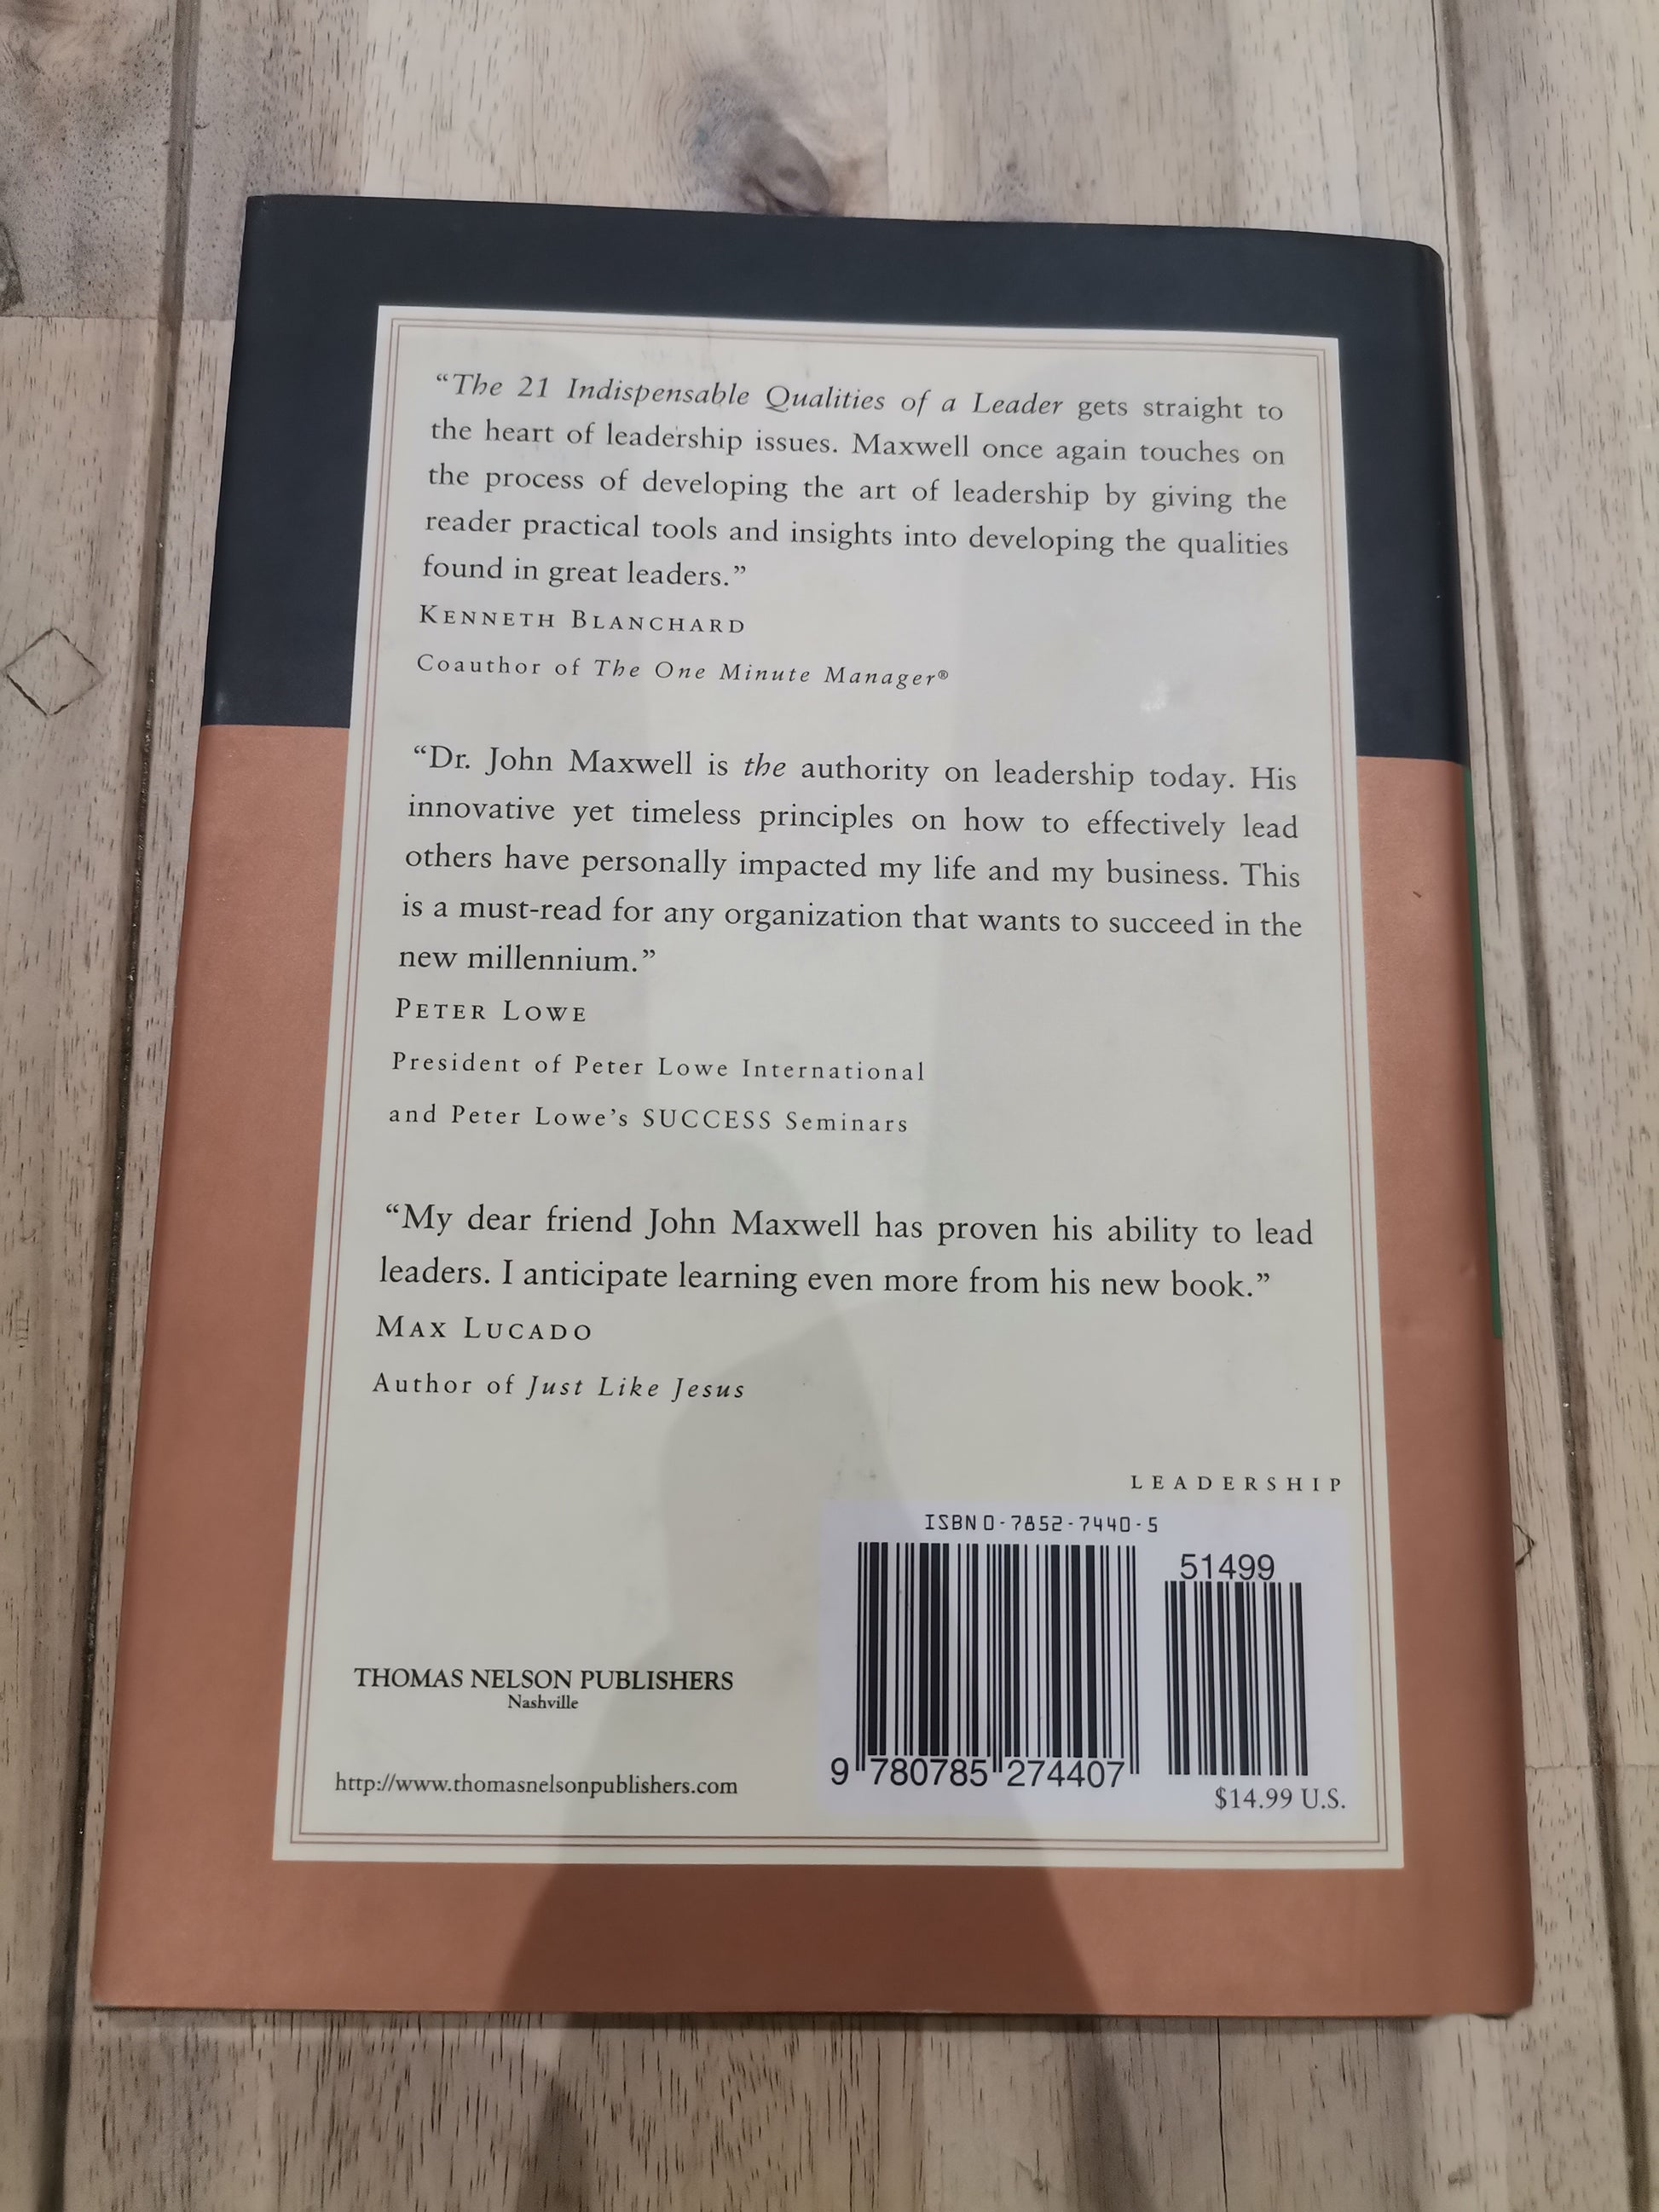 “The 21 Indispensable Qualities of a Leader gets straight to
the heart of leadership issues. Maxwell once again touches on
the process of developing the art of leadership by giving the
reader practical tools and insights into developing the qualities
found in great leaders.”
KENNETH BLANCHARD
Coauthor of The One Minute Manager®
“Dr. John Maxwell is the authority on leadership today. His
innovative yet timeless principles on how to effectively lead
others have personally impacted my life and my business. This
is a must-read for any organization that wants to succeed in the
new millennium.”
PETER LOWE
President of Peter Lowe International
and Peter Lowe’s SUCCESS Seminars
“My dear friend John Maxwell has proven his ability to lead
leaders. I anticipate learning even more from his new book.”
MAX LUCADO
Author of Just Like Jesus
LEADERSHIP
ISBN 0-7852-7440-5
51499
9 780785 274407
$14.99 U.S.
THOMAS NELSON PUBLISHERS
Nashville
http://www.thomasnelsonpublishers.com